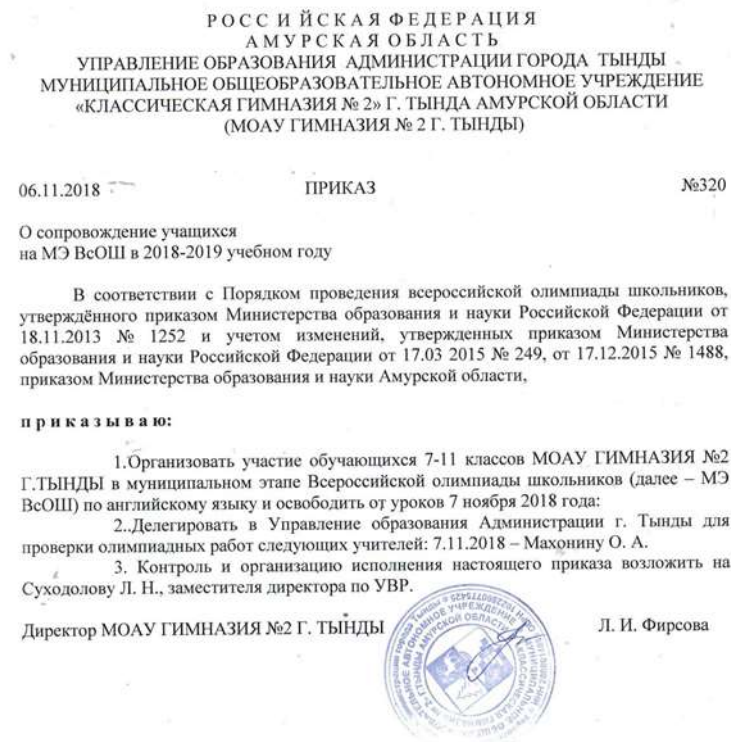 Р О С С И Й С К А Я Ф Е Д Е Р А Ц И Я
А М У Р С К А Я О Б Л А С Т Ь
УПРАВЛЕНИЕ ОБРАЗОВАНИЯ АДМИНИСТРАЦИИ ГОРОДА ТЫНДЫ
МУНИЦИПАЛЬНОЕ ОБЩЕОБРАЗОВАТЕЛЬНОЕ АВТОНОМНОЕ УЧРЕЖДЕНИЕ
«КЛАССИЧЕСКАЯ ГИМНАЗИЯ № 2» Г. ТЫНДА АМУРСКОЙ ОБЛАСТИ
(МОАУ ГИМНАЗИЯ № 2 Г. ТЫНДЫ)
06.11.2018 ПРИКАЗ №320
О сопровождение учащихся
на МЭ ВсОШ в 2018-2019 учебном году
В соответствии с Порядком проведения всероссийской олимпиады школьников,
утверждённого приказом Министерства образования и науки Российской Федерации от
18.11.2013 № 1252 и учетом изменений, утвержденных приказом Министерства
образования и науки Российской Федерации от 17.03 2015 № 249, от 17.12.2015 № 1488,
приказом Министерства образования и науки Амурской области,
п р и к а з ы в а ю:
1.Организовать участие обучающихся 7-11 классов МОАУ ГИМНАЗИЯ №2
Г.ТЫНДЫ в муниципальном этапе Всероссийской олимпиады школьников (далее – МЭ
ВсОШ) по английскому языку и освободить от уроков 7 ноября 2018 года:
2..Делегировать в Управление образования Администрации г. Тынды для
проверки олимпиадных работ следующих учителей: 7.11.2018 – Махонину О. А.
3. Контроль и организацию исполнения настоящего приказа возложить на
Суходолову Л. Н., заместителя директора по УВР.
Директор МОАУ ГИМНАЗИЯ №2 Г. ТЫНДЫ Л. И. Фирсова